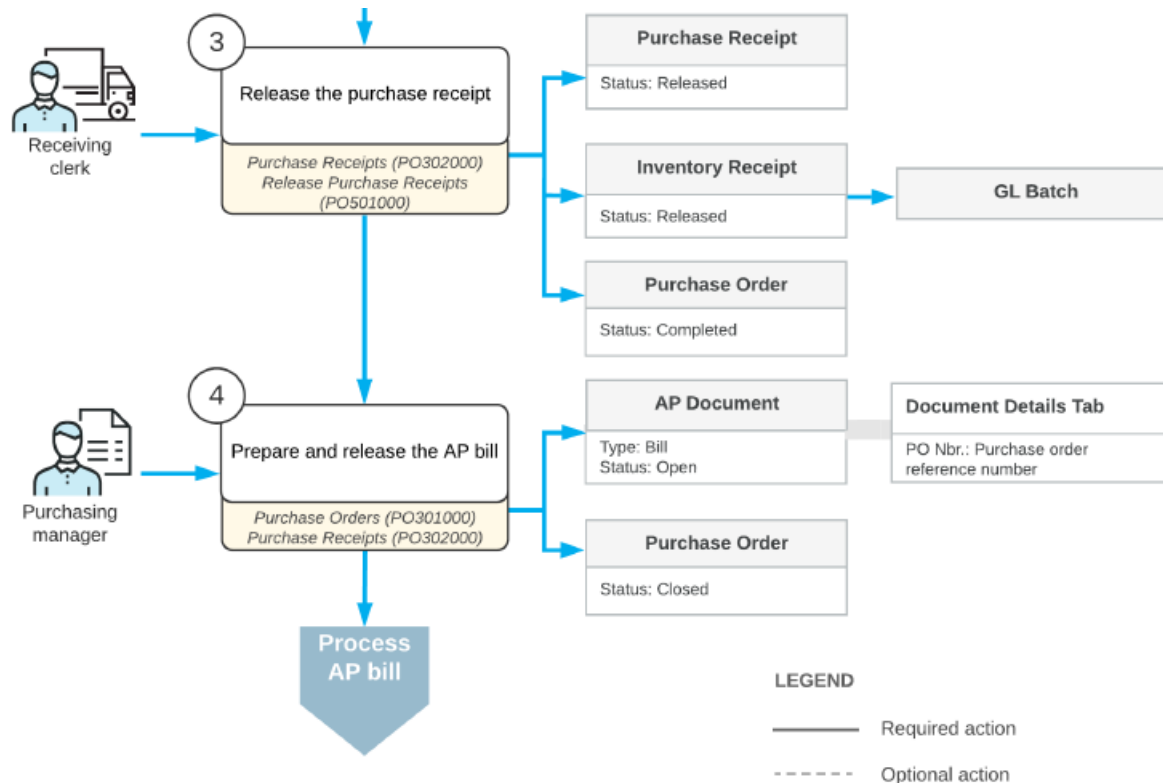 3
Release the purchase receipt
Purchase Receipts (PO302000)
Release Purchase Receipts
(PO501000)
Receiving
clerk
Purchase Receipt
Status: Released
Inventory Receipt
Status: Released
GL Batch
Purchase Order
Status: Completed
4
Prepare and release the AP bill
Purchase Orders (PO301000)
Purchase Receipts (PO302000)
Purchasing
manager
AP Document
Type: Bill
Status: Open
Document Details Tab
PO Nbr.: Purchase order
reference number
Purchase Order
Status: Closed
Process
AP bill
LEGEND
Required action
Optional action